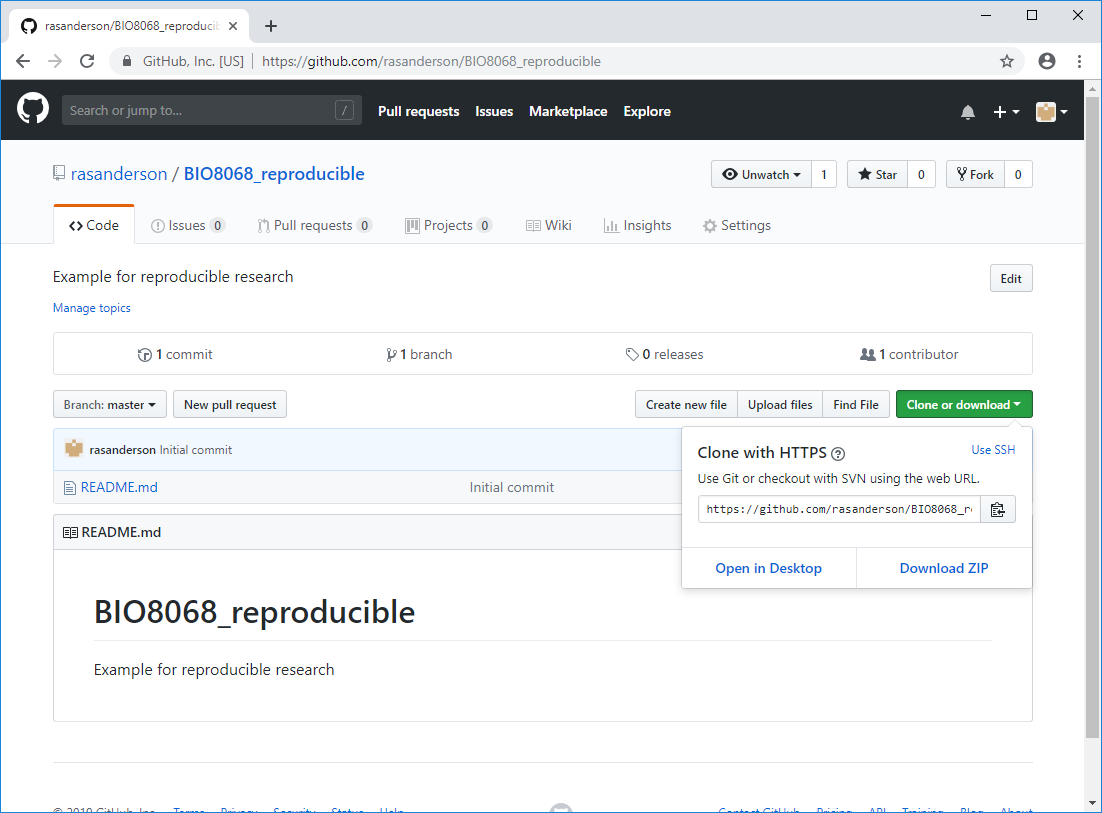 rasanderson/BIO8068_reproducib
GitHub, Inc. [US] | https://github.com/rasanderson/BIO8068_reproducible
Search or jump to... / Pull requests Issues Marketplace Explore
rasanderson / BIO8068_reproducible Unwatch 1 Star 0 Fork 0
Code Issues 0 Pull requests 0 Projects 0 Wiki Insights Settings
Example for reproducible research Edit
Manage topics
1 commit 1 branch 0 releases 1 contributor
Branch: master New pull request Create new file Upload files Find File Clone or download
rasanderson Initial commit
README.md Initial commit
Clone with HTTPS ? Use SSH
Use Git or checkout with SVN using the web URL.
https://github.com/rasanderson/BIO8068_re
Open in Desktop Download ZIP
README.md
BIO8068_reproducible
Example for reproducible research
GitHub, Inc. Terms Privacy Security Status Help Contact GitHub Pricing API Training Blog About